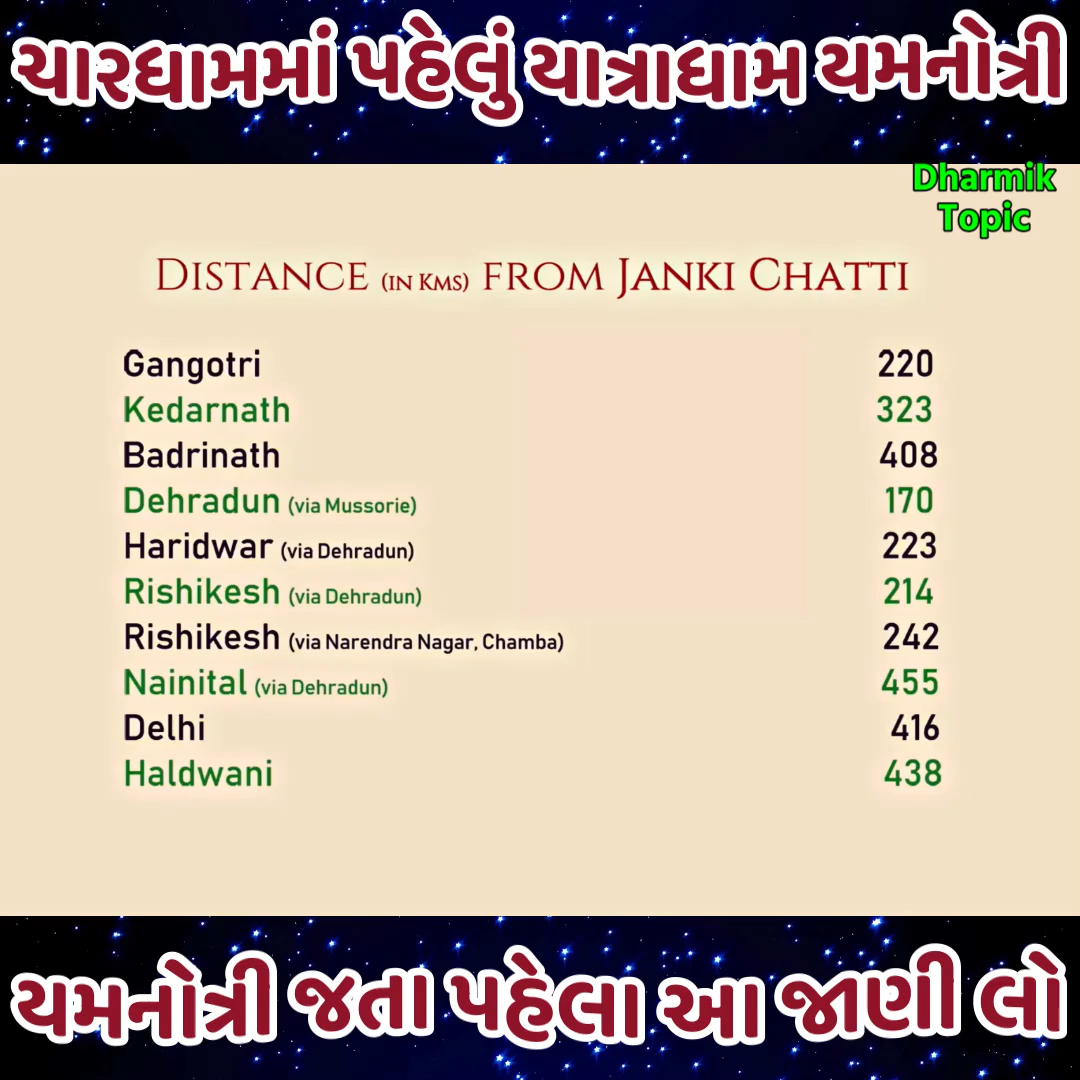 ચારધામમાં પહેલું યાત્રાધામ યમનોત્રી
Dharmik
Topic
DISTANCE (IN KMS) FROM JANKI CHATTI
Gangotri 220
Kedarnath 323
Badrinath 408
Dehradun (via Mussorie) 170
Haridwar (via Dehradun) 223
Rishikesh (via Dehradun) 214
Rishikesh (via Narendra Nagar, Chamba) 242
Nainital (via Dehradun) 455
Delhi 416
Haldwani 438
યમનોત્રી જતા પહેલા આ જાણી લો